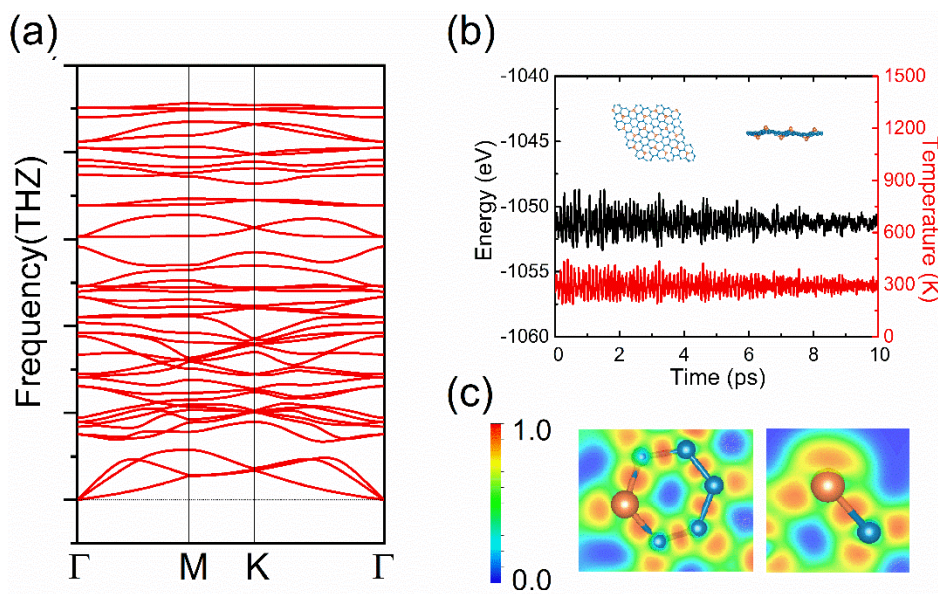 (a)
Frequency(THZ)
Γ
M
K
Γ
(b)
Energy (eV)
-1040
-1045
-1050
-1055
-1060
0
2
4
6
8
10
Time (ps)
1500
1200
900
600
300
0
Temperature (K)
(c)
1.0
0.0